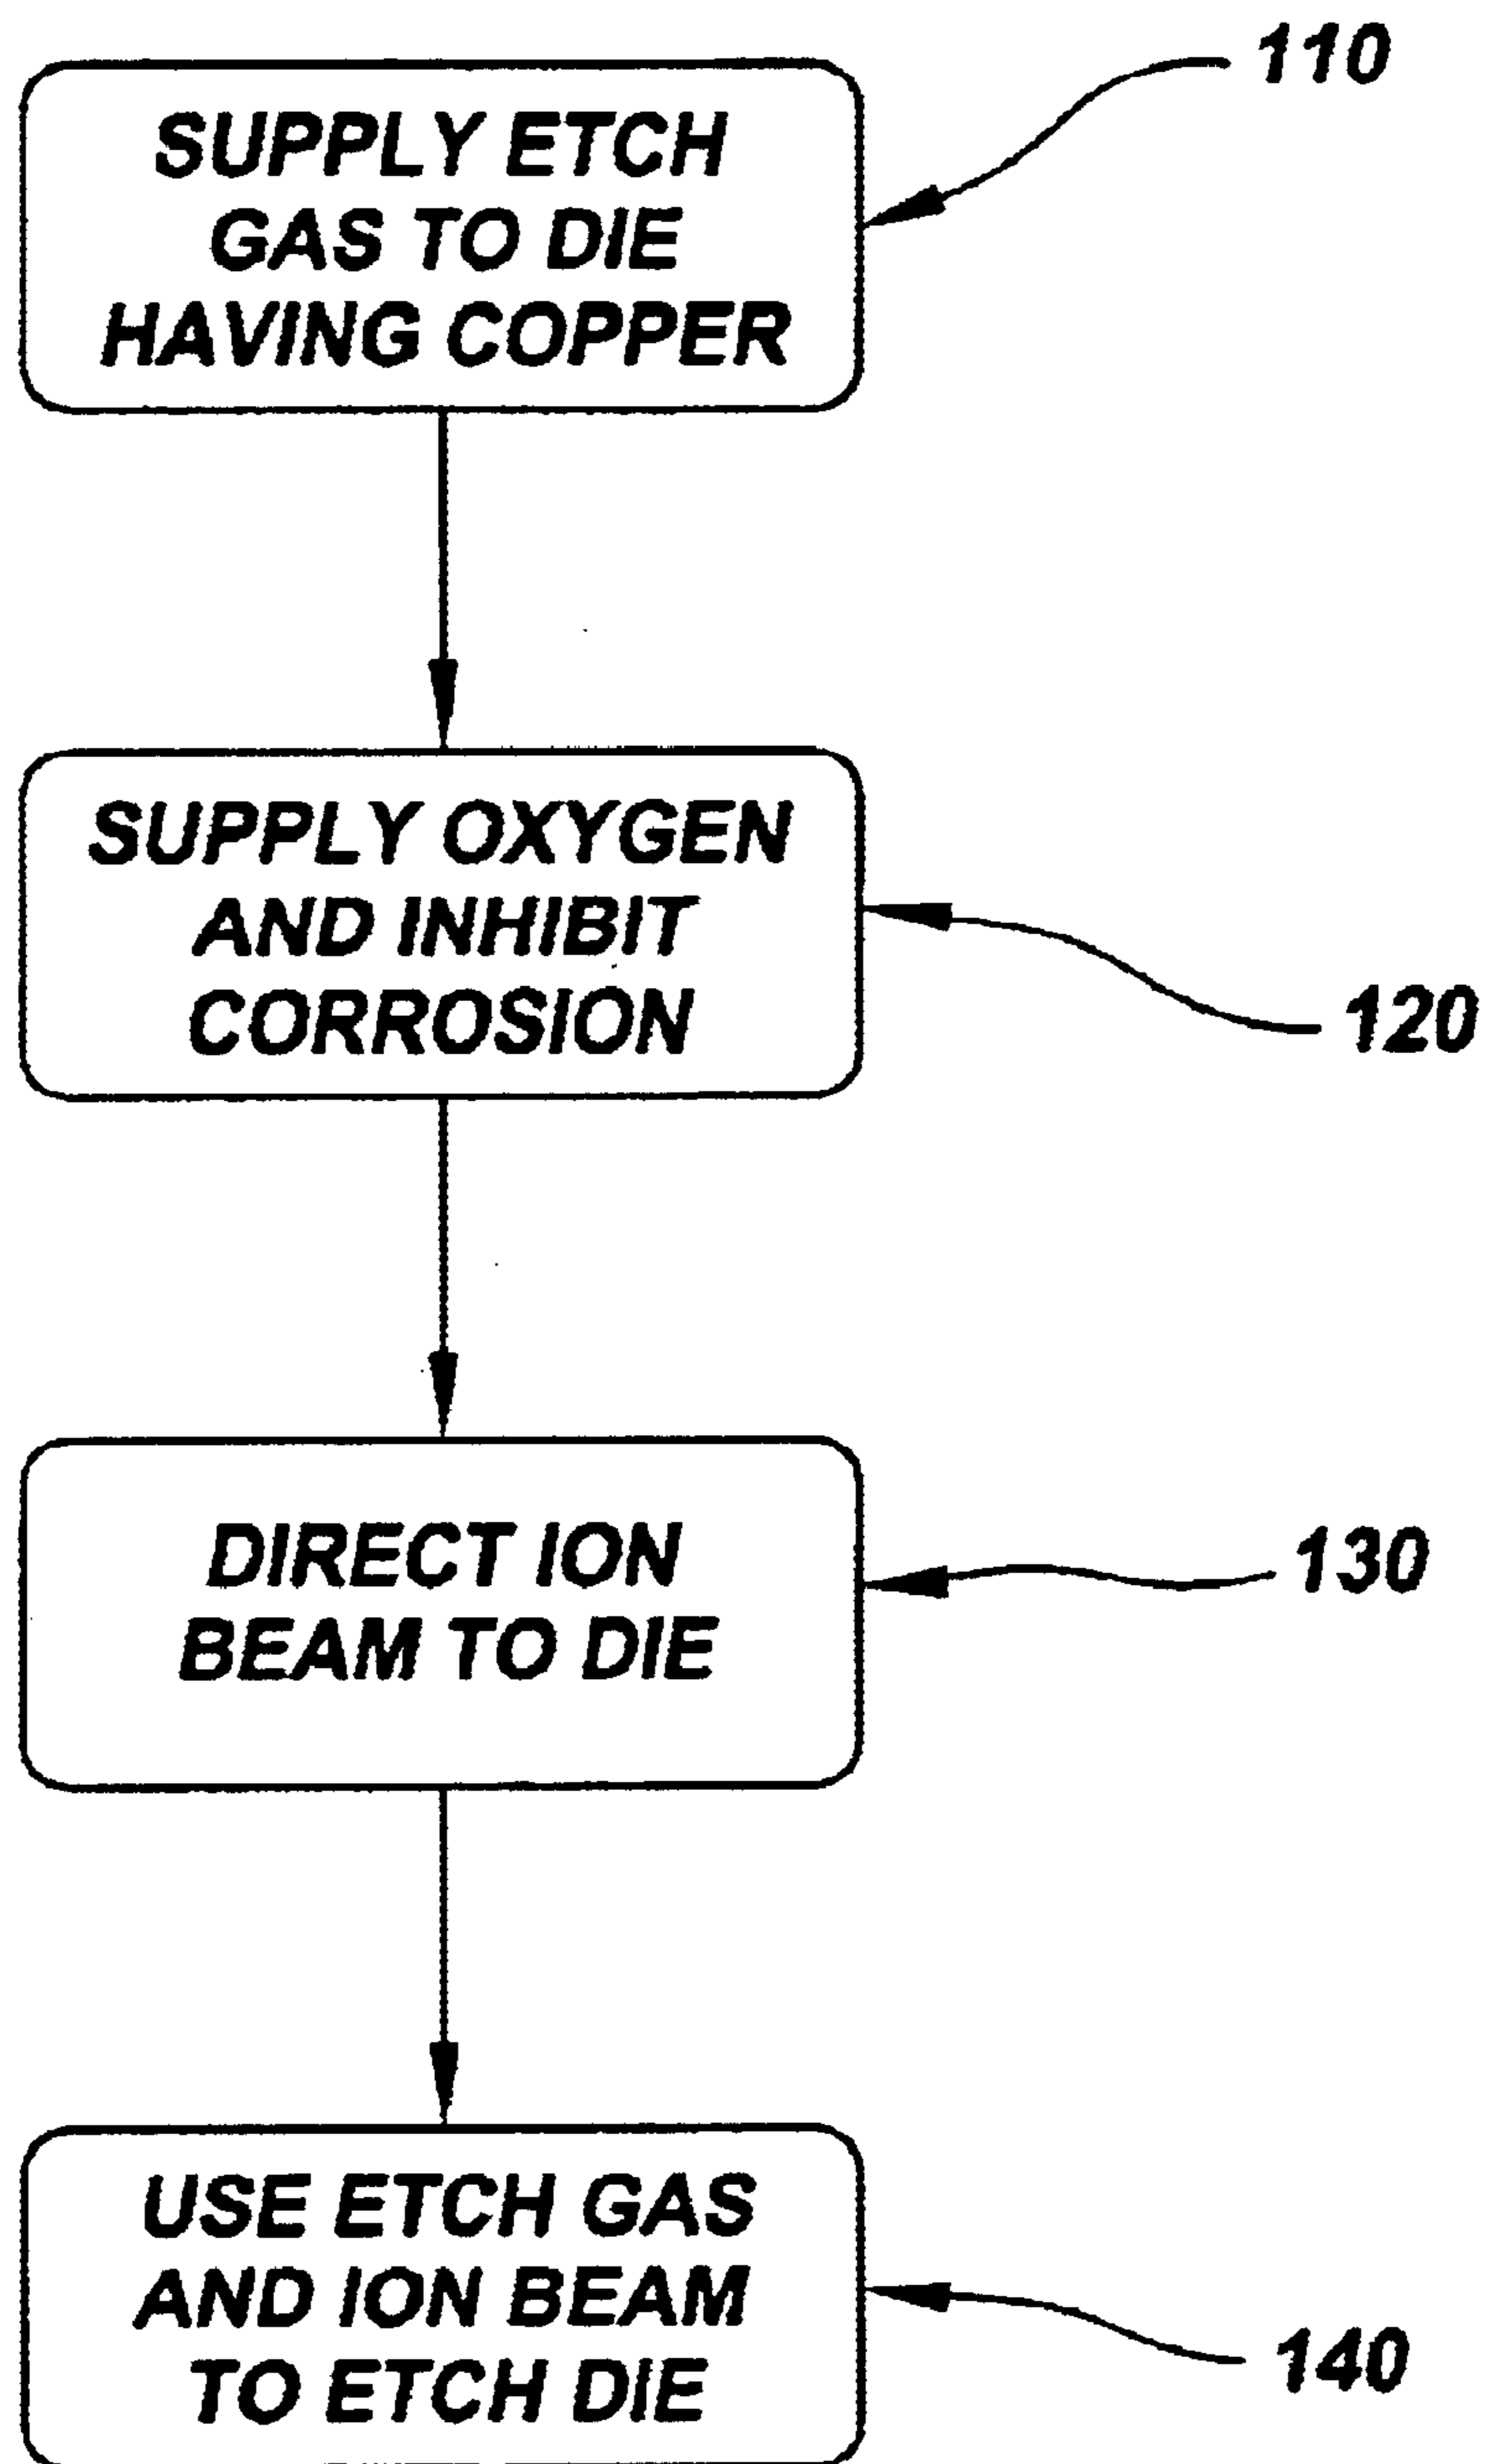 110
SUPPLY ETCH
GAS TO DIE
HAVING COPPER
SUPPLY OXYGEN
AND INHIBIT
CORROSION
120
DIRECT ION
BEAM TO DIE
130
USE ETCH GAS
AND ION BEAM
TO ETCH DIE
140